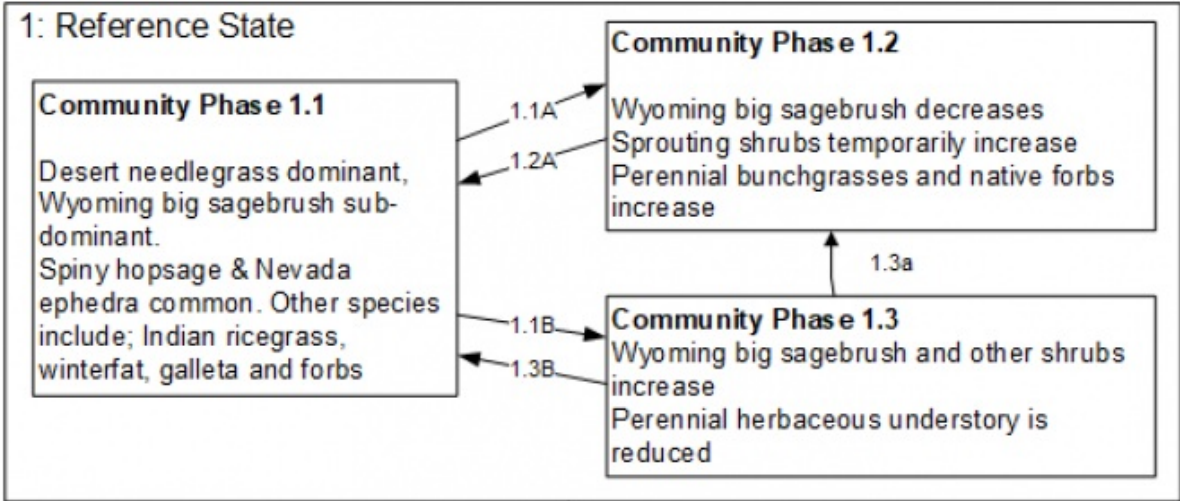 1: Reference State
Community Phase 1.1
Desert needlegrass dominant,
Wyoming big sagebrush sub-
dominant.
Spiny hopsage & Nevada
ephedra common. Other species
include; Indian ricegrass,
winterfat, galleta and forbs
1.1A
1.2A
1.1B
1.3B
Community Phase 1.2
Wyoming big sagebrush decreases
Sprouting shrubs temporarily increase
Perennial bunchgrasses and native forbs
increase
1.3a
Community Phase 1.3
Wyoming big sagebrush and other shrubs
increase
Perennial herbaceous understory is
reduced